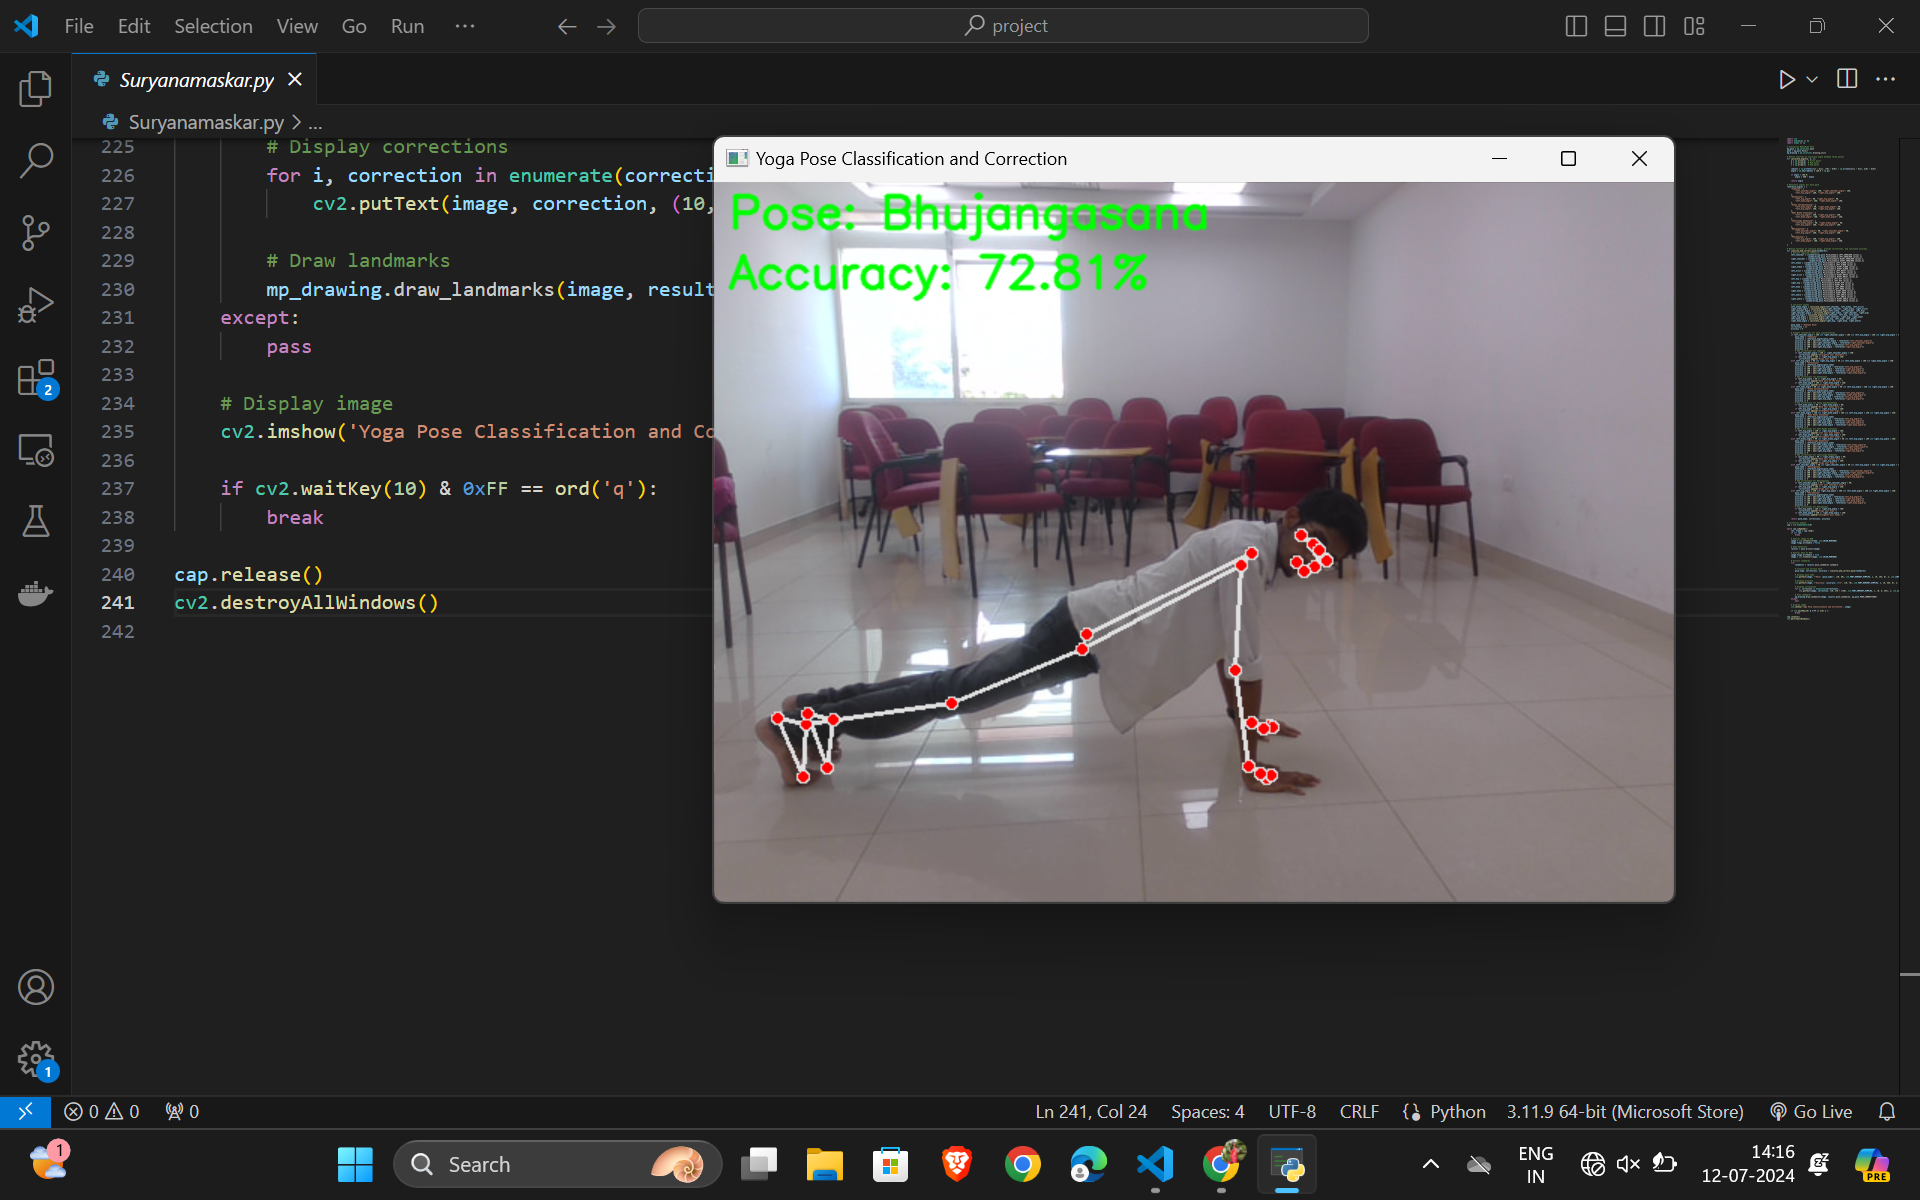 File Edit Selection View Go Run ...
project
Suryanamaskar.py
Suryanamaskar.py > ...
225 # Display corrections
226 for i, correction in enumerate(correcti
227 cv2.putText(image, correction, (10,
228
229 # Draw landmarks
230 mp_drawing.draw_landmarks(image, result
231 except:
232 pass
233
234 # Display image
235 cv2.imshow('Yoga Pose Classification and Co
236
237 if cv2.waitKey(10) & 0xFF == ord('q'):
238 break
239
240 cap.release()
241 cv2.destroyAllWindows()
242
Yoga Pose Classification and Correction
Pose: Bhujangasana
Accuracy: 72.81%
2
1
0 0 0
Ln 241, Col 24 Spaces: 4 UTF-8 CRLF Python 3.11.9 64-bit (Microsoft Store) Go Live
1
Search
PRE
ENG
IN
14:16
12-07-2024